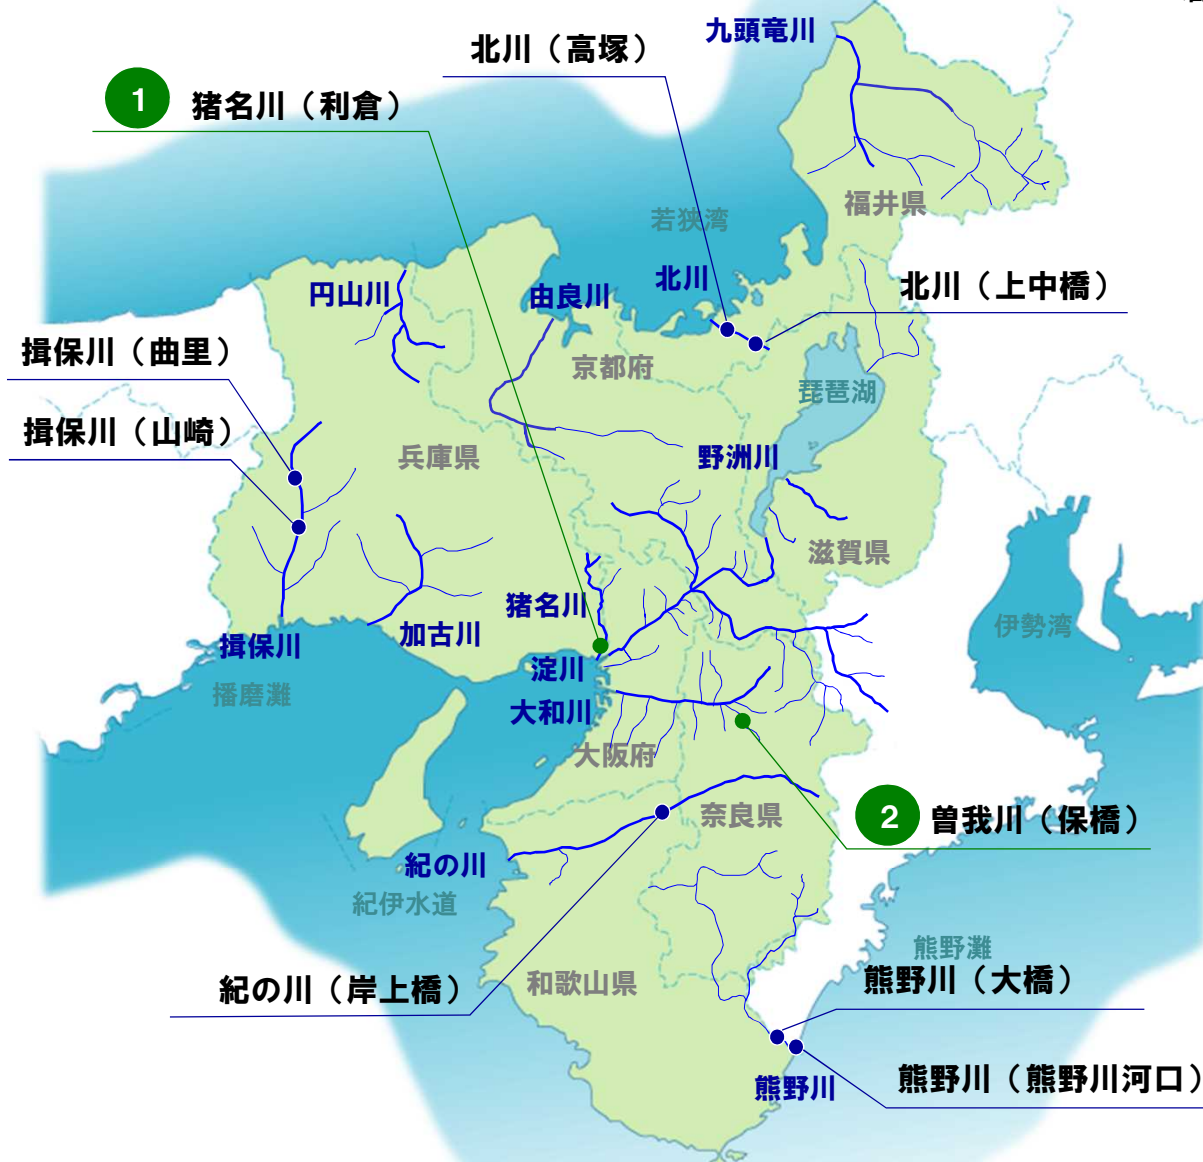 九頭竜川
北川（高塚）
1 猪名川（利倉）
福井県
若狭湾
北川
北川（上中橋）
円山川
由良川
揖保川（曲里）
京都府
琵琶湖
揖保川（山崎）
兵庫県
野洲川
滋賀県
猪名川
伊勢湾
加古川
揖保川
淀川
播磨灘
大和川
大阪府
奈良県
2 曽我川（保橋）
紀の川
紀伊水道
熊野灘
和歌山県
熊野川（大橋）
紀の川（岸上橋）
熊野川
熊野川（熊野川河口）